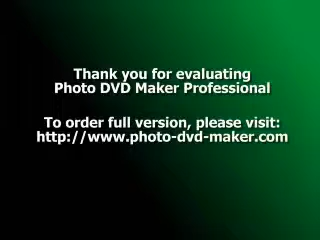 Thank you for evaluating
Photo DVD Maker Professional
To order full version, please visit:
http://www.photo-dvd-maker.com